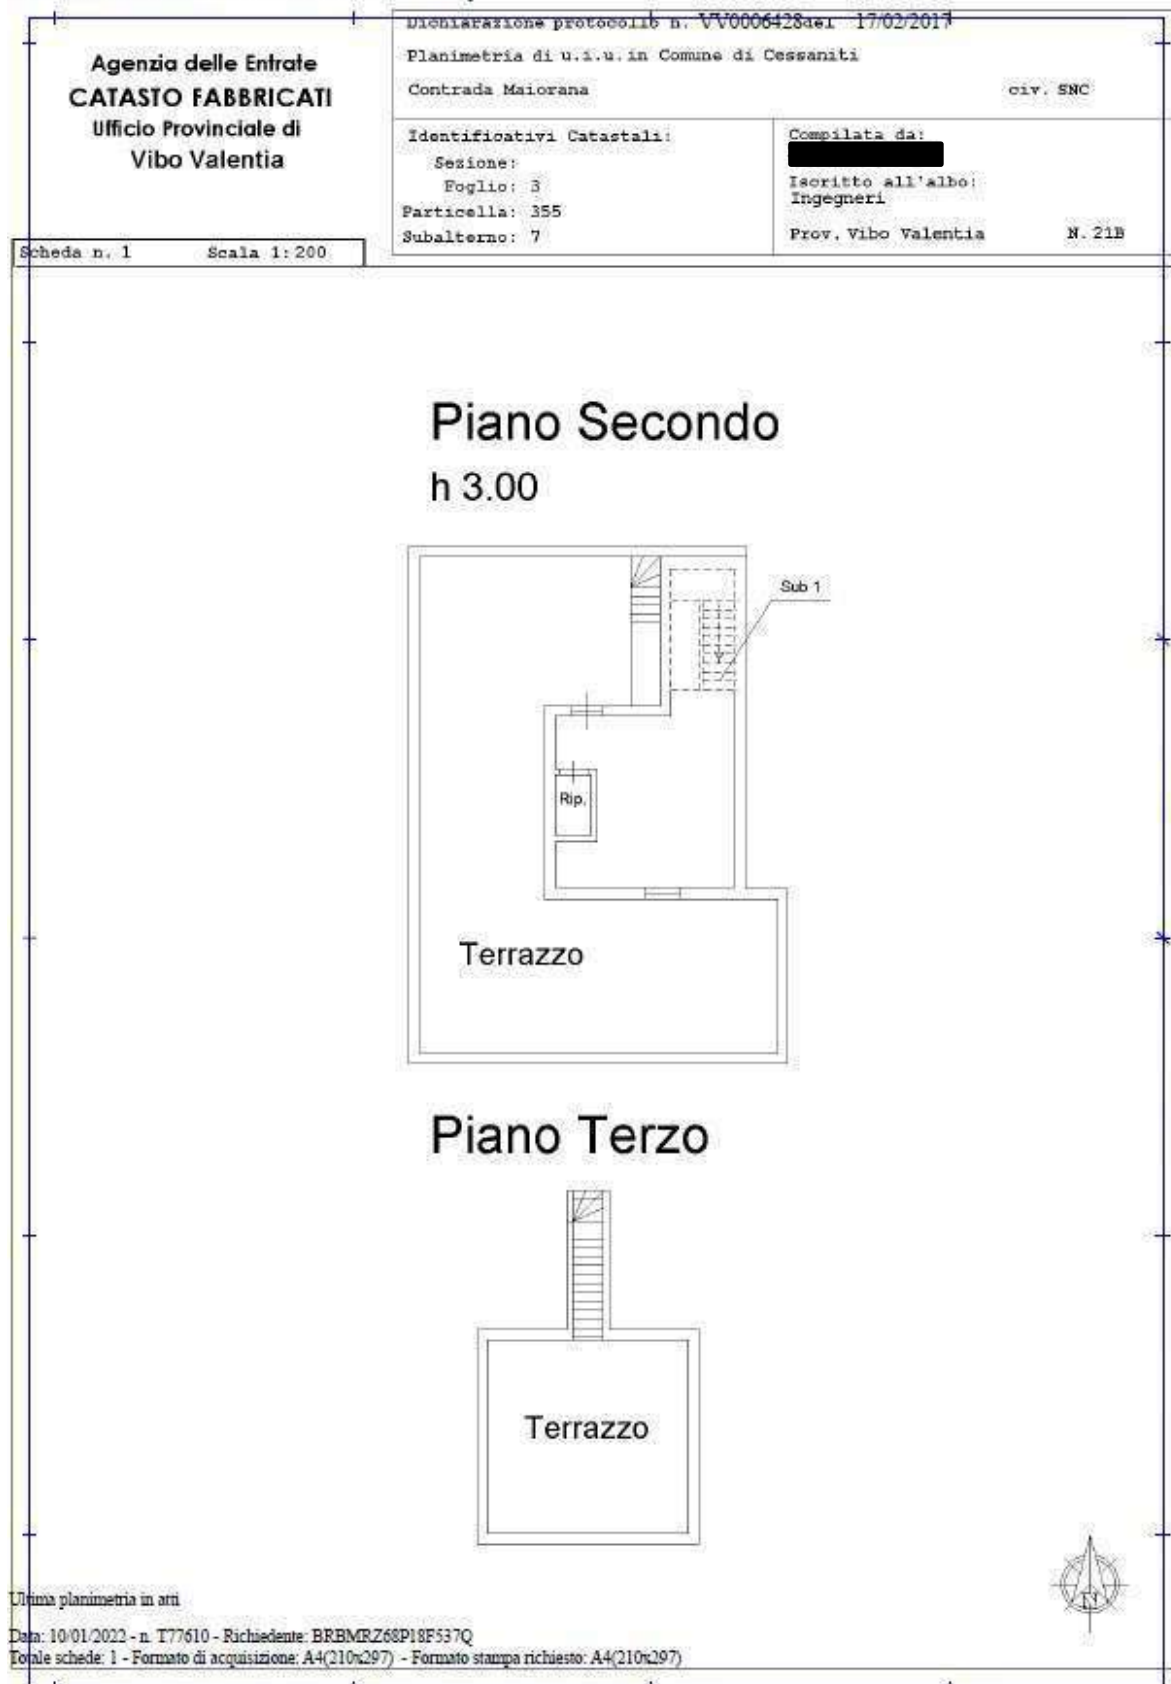 Dichiarazione protocollo n. VV0006428del 17/02/2017
Planimetria di u.i.u. in Comune di Cessaniti
Contrada Maiorana civ. SNC
Agenzia delle Entrate
CATASTO FABBRICATI
Ufficio Provinciale di
Vibo Valentia
Identificativi Catastali:
Sezione:
Foglio: 3
Particella: 355
Subalterno: 7
Compilata da:
Iscritto all'albo:
Ingegneri
Prov. Vibo Valentia N. 21B
Scheda n. 1 Scala 1:200
Piano Secondo
h 3.00
Sub 1
Rip.
Terrazzo
Piano Terzo
Terrazzo
N
Ultima planimetria in atti
Data: 10/01/2022 - n. T77610 - Richiedente: BRBMRZ68P18F537Q
Totale schede: 1 - Formato di acquisizione: A4(210x297) - Formato stampa richiesto: A4(210x297)